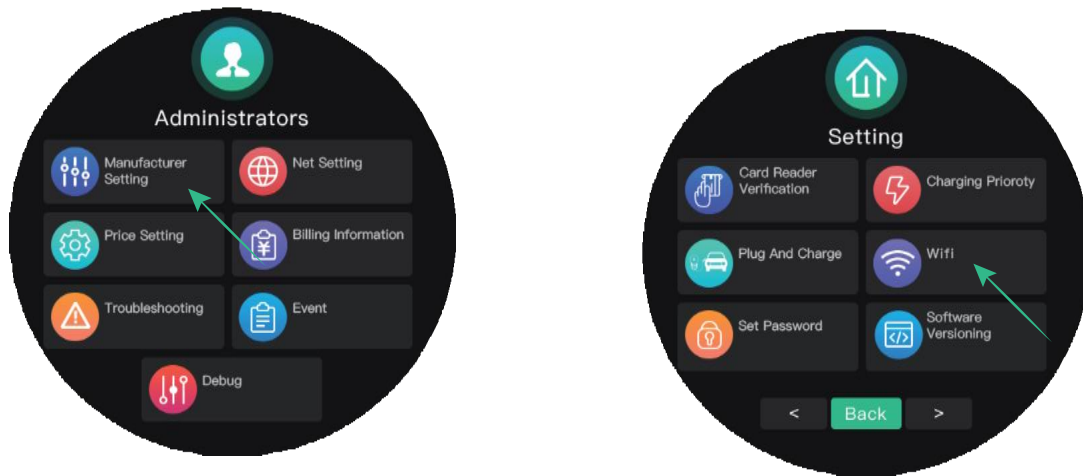 Administrators
Manufacturer
Setting
Net Setting
Price Setting
Billing Information
Troubleshooting
Event
Debug
Setting
Card Reader
Verification
Charging Prioroty
Plug And Charge
Wifi
Set Password
Software
Versioning
< Back >